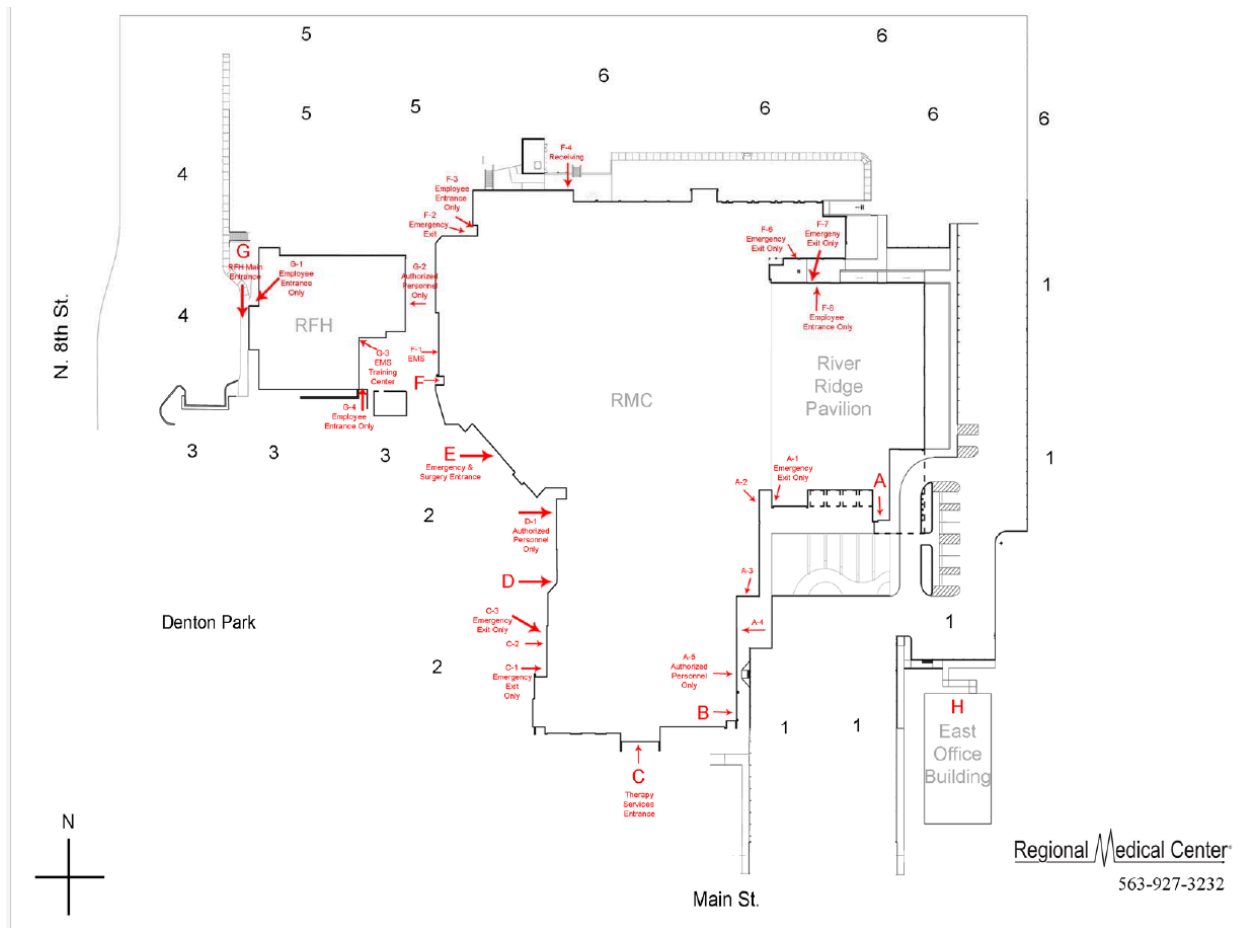 5
6
6
5
5
6
6
6
F-4
Receiving
4
F-3
Employee
Entrance
Only
F-2
Emergency
Exit
G
RFH Main
Entrance
G-1
Employee
Entrance
Only
G-2
Authorized
Personnel
Only
F-6
Emergency
Exit Only
F-7
Emergeny
Exit Only
1
4
N. 8th St.
RFH
F-8
Employee
Entrance Only
F-1
EMS
G-3
EMS
Training
Center
F
River
Ridge
Pavilion
RMC
G-4
Employee
Entrance Only
3
3
3
E
Emergency &
Surgery Entrance
A-1
Emergency
Exit Only
1
A-2
A
2
D-1
Authorized
Personnel
Only
D
A-3
Denton Park
C-3
Emergency
Exit Only
C-2
A-4
1
2
C-1
Emergency
Exit
Only
A-5
Authorized
Personnel
Only
B
1
1
H
East
Office
Building
C
Therapy
Services
Entrance
N
Regional Medical Center
563-927-3232
Main St.